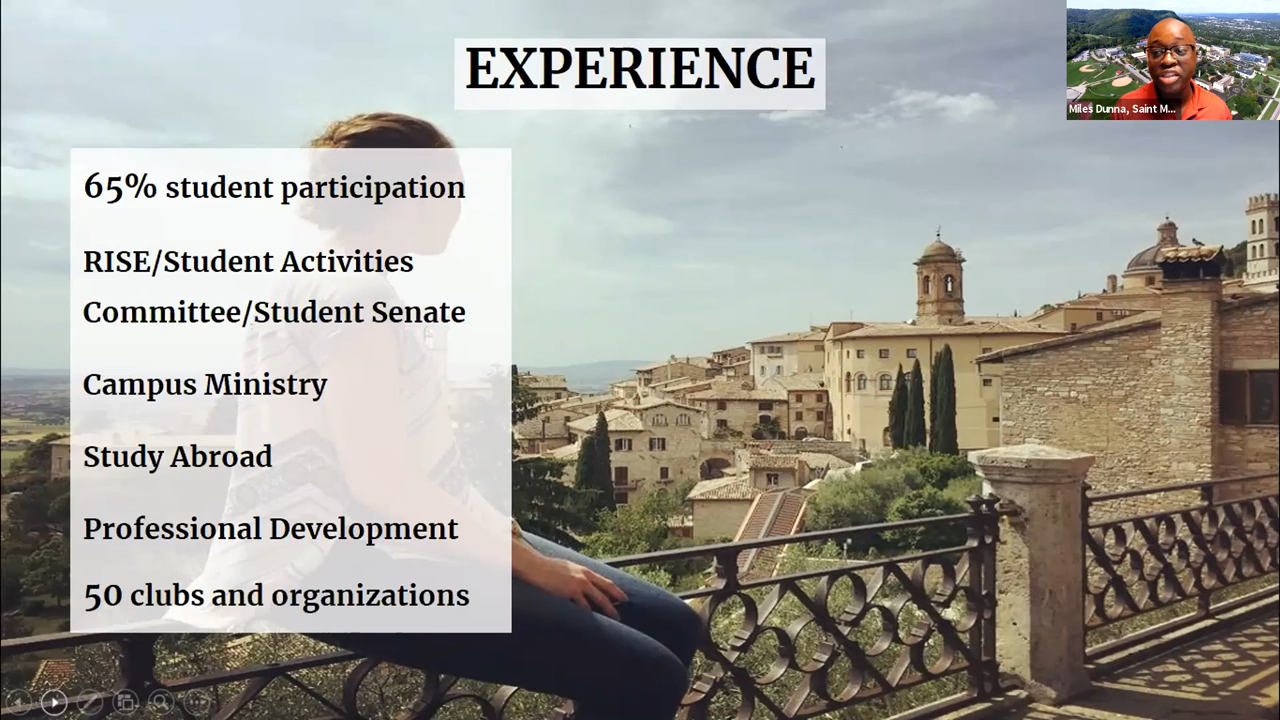 EXPERIENCE
Miles Dunna, Saint M...
65% student participation
RISE/Student Activities
Committee/Student Senate
Campus Ministry
Study Abroad
Professional Development
50 clubs and organizations